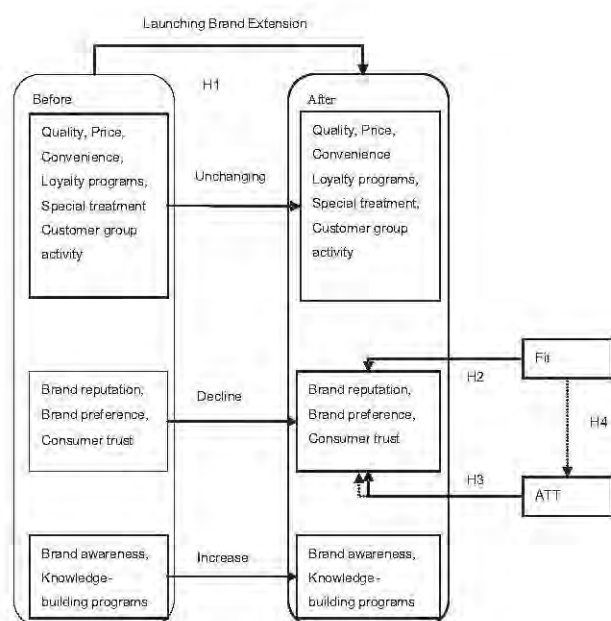 Launching Brand Extension
H1
Before
Quality, Price,
Convenience,
Loyalty programs,
Special treatment
Customer group
activity
Unchanging
After
Quality, Price,
Convenience
Loyalty programs,
Special treatment,
Customer group
activity
Brand reputation,
Brand preference,
Consumer trust
Decline
Brand reputation,
Brand preference,
Consumer trust
H2
Fit
H4
H3
ATT
Brand awareness,
Knowledge-
building programs
Increase
Brand awareness,
Knowledge-
building programs